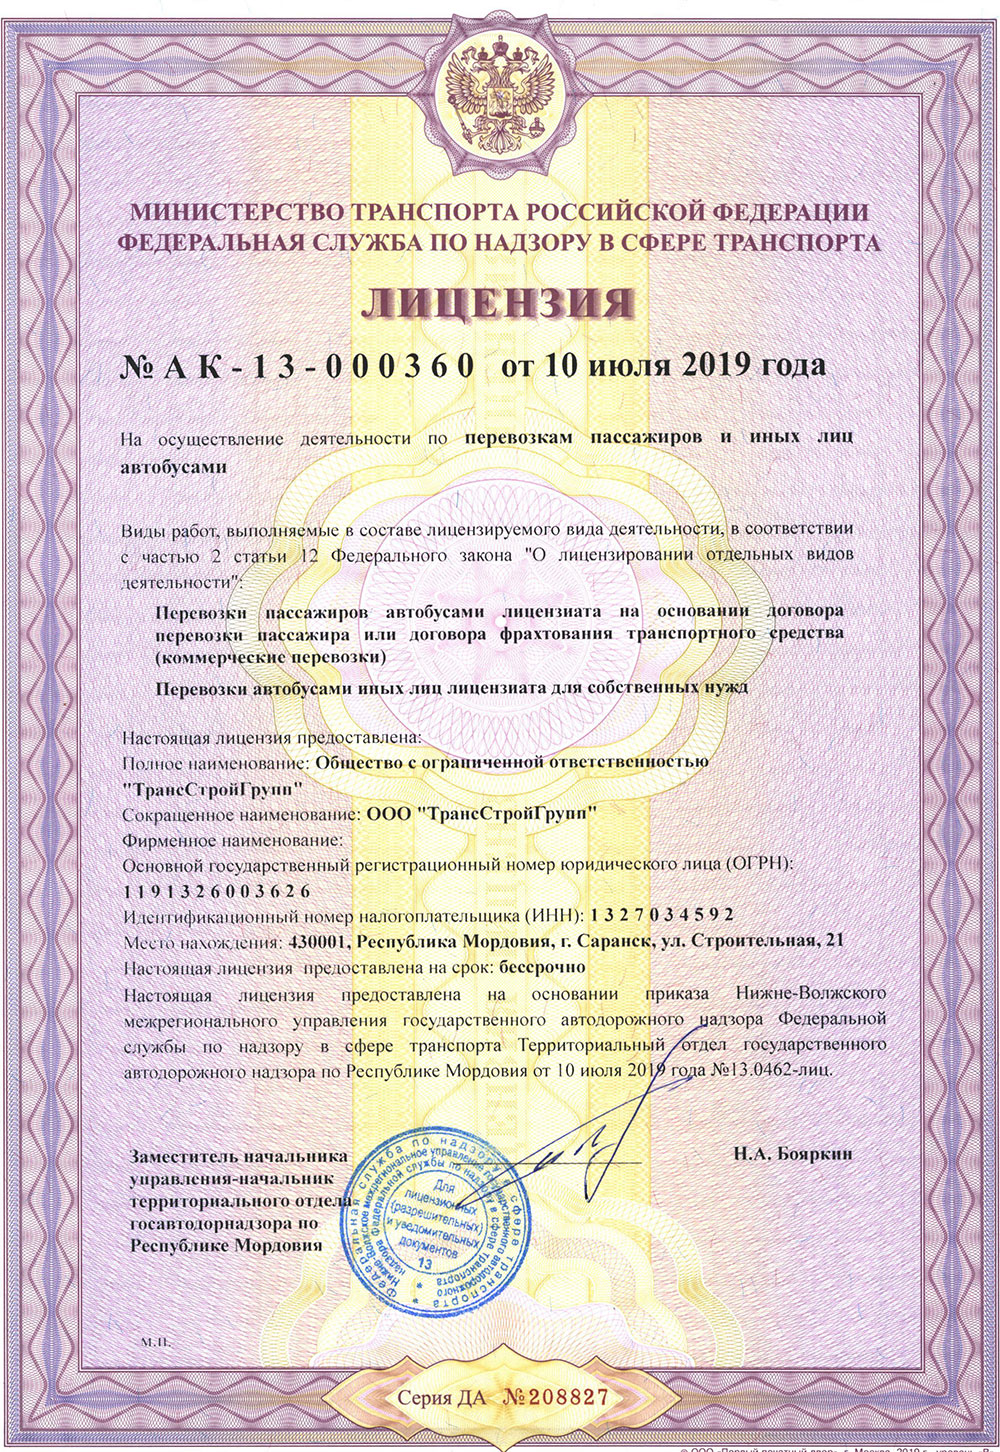 МИНИСТЕРСТВО ТРАНСПОРТА РОССИЙСКОЙ ФЕДЕРАЦИИ
ФЕДЕРАЛЬНАЯ СЛУЖБА ПО НАДЗОРУ В СФЕРЕ ТРАНСПОРТА
ЛИЦЕНЗИЯ
№ А К - 1 3 - 0 0 0 3 6 0 от 10 июля 2019 года
На осуществление деятельности по перевозкам пассажиров и иных лиц
автобусами
Виды работ, выполняемые в составе лицензируемого вида деятельности, в соответствии
с частью 2 статьи 12 Федерального закона "О лицензировании отдельных видов
деятельности":
Перевозки пассажиров автобусами лицензиата на основании договора
перевозки пассажира или договора фрахтования транспортного средства
(коммерческие перевозки)
Перевозки автобусами иных лиц лицензиата для собственных нужд
Настоящая лицензия предоставлена:
Полное наименование: Общество с ограниченной ответственностью
"ТрансСтройГрупп"
Сокращенное наименование: ООО "ТрансСтройГрупп"
Фирменное наименование:
Основной государственный регистрационный номер юридического лица (ОГРН):
1 1 9 1 3 2 6 0 0 3 6 2 6
Идентификационный номер налогоплательщика (ИНН): 1 3 2 7 0 3 4 5 9 2
Место нахождения: 430001, Республика Мордовия, г. Саранск, ул. Строительная, 21
Настоящая лицензия предоставлена на срок: бессрочно
Настоящая лицензия предоставлена на основании приказа Нижне-Волжского
межрегионального управления государственного автодорожного надзора Федеральной
службы по надзору в сфере транспорта Территориальный отдел государственного
автодорожного надзора по Республике Мордовия от 10 июля 2019 года №13.0462-лиц.
Заместитель начальника
управления-начальник
территориального отдела
госавтодорнадзора по
Республике Мордовия
Н.А. Бояркин
Федеральная служба по надзору в сфере транспорта
Нижне-Волжское межрегиональное управление государственного автодорожного
надзора Федеральной службы по надзору в сфере транспорта
Для
лицензионных
(разрешительных)
и уведомительных
документов
13
М.П.
Серия ДА №208827